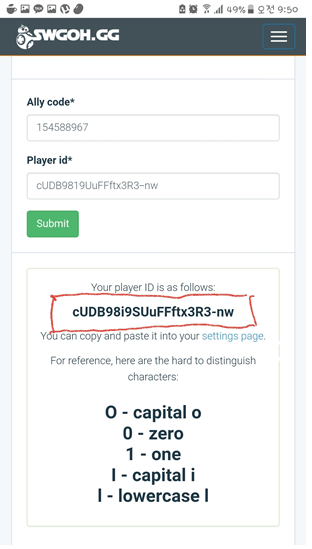 49% 오전 9:50
SWGOH.GG
Ally code*
154588967
Player id*
cUDB9819UuFFftx3R3-nw
Submit
Your player ID is as follows:
cUDB98i9SUuFFftx3R3-nw
You can copy and paste it into your settings page.
For reference, here are the hard to distinguish
characters:
O - capital o
0 - zero
1 - one
I - capital i
l - lowercase l